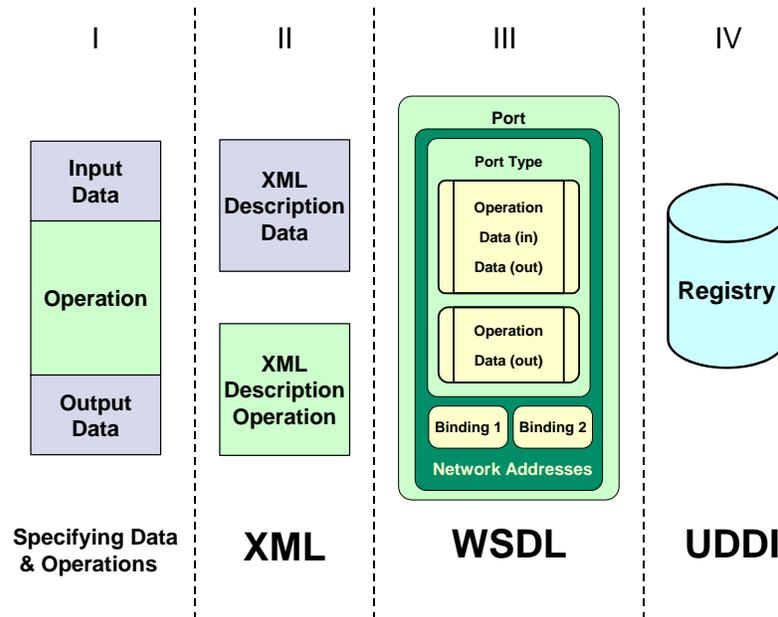 I
II
III
IV
Input
Data
Operation
Output
Data
Specifying Data
& Operations
XML
Description
Data
XML
Description
Operation
XML
Port
Port Type
Operation
Data (in)
Data (out)
Operation
Data (out)
Binding 1
Binding 2
Network Addresses
WSDL
Registry
UDDI